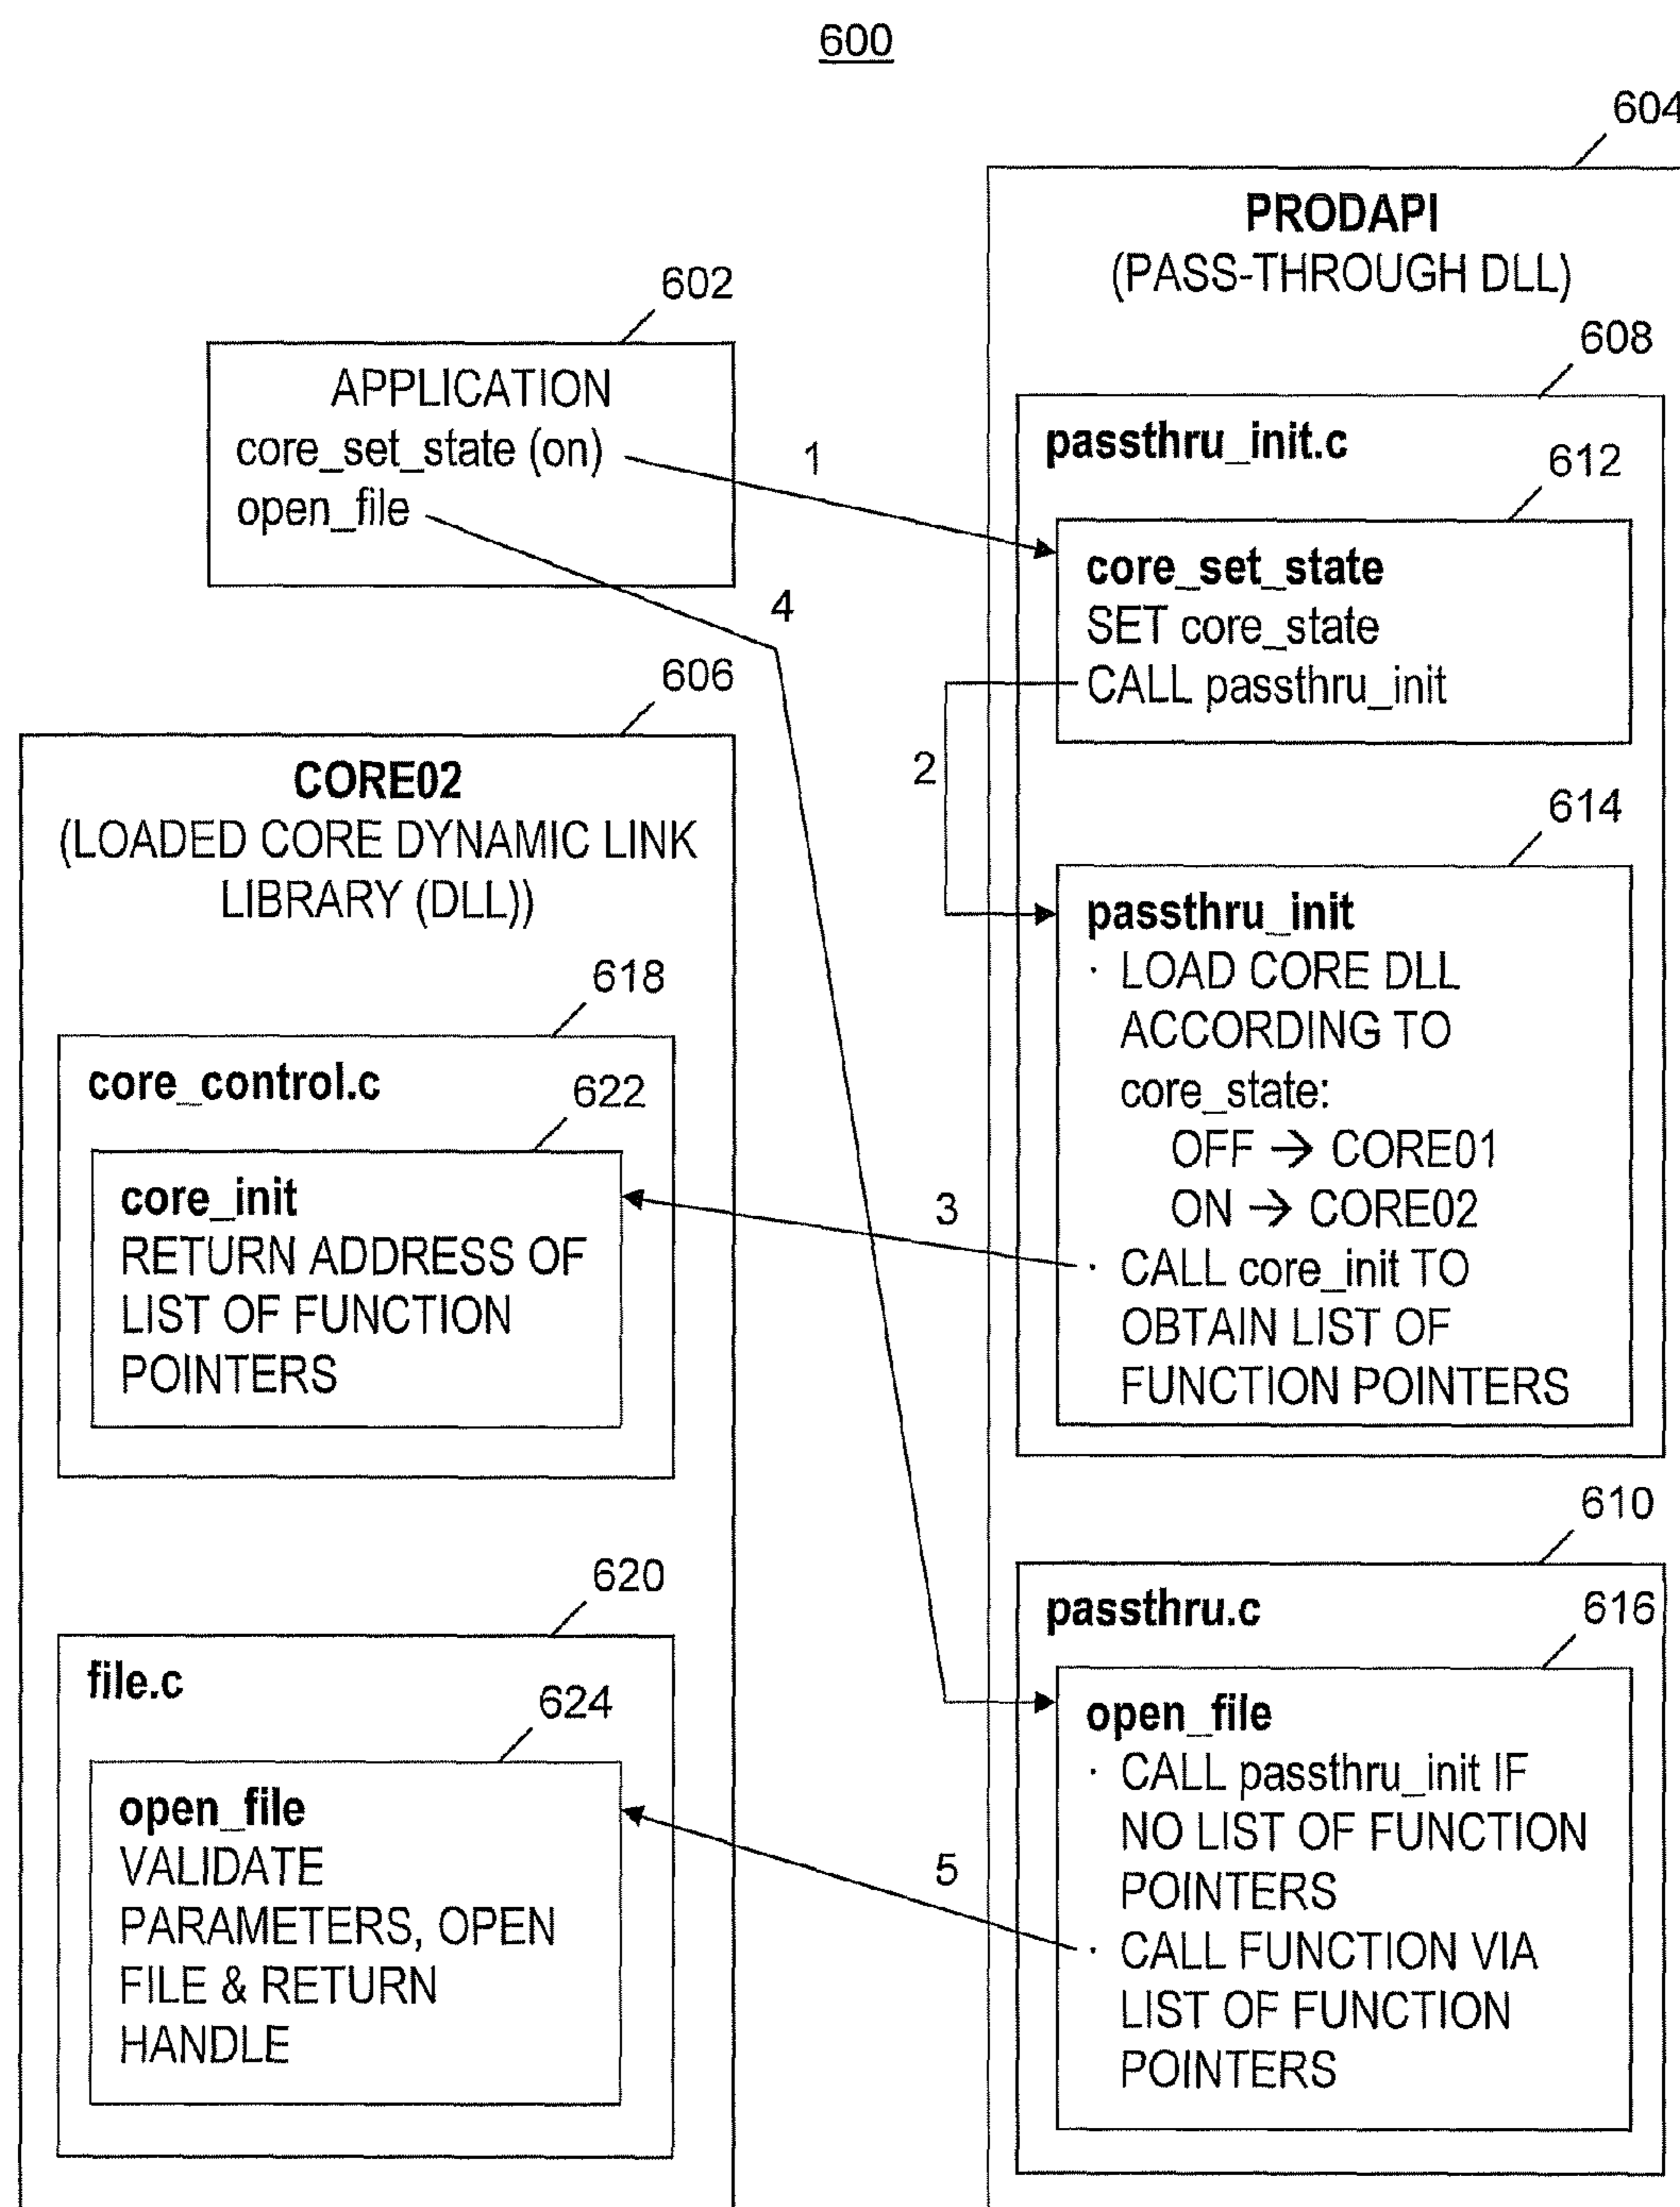 600
604
PRODAPI
(PASS-THROUGH DLL)
602
APPLICATION
core_set_state (on)
open_file
1
4
608
passthru_init.c
612
core_set_state
SET core_state
CALL passthru_init
2
614
passthru_init
· LOAD CORE DLL
ACCORDING TO
core_state:
OFF → CORE01
ON → CORE02
· CALL core_init TO
OBTAIN LIST OF
FUNCTION POINTERS
606
CORE02
(LOADED CORE DYNAMIC LINK
LIBRARY (DLL))
618
core_control.c
622
core_init
RETURN ADDRESS OF
LIST OF FUNCTION
POINTERS
3
610
passthru.c
616
open_file
· CALL passthru_init IF
NO LIST OF FUNCTION
POINTERS
· CALL FUNCTION VIA
LIST OF FUNCTION
POINTERS
5
620
file.c
624
open_file
VALIDATE
PARAMETERS, OPEN
FILE & RETURN
HANDLE